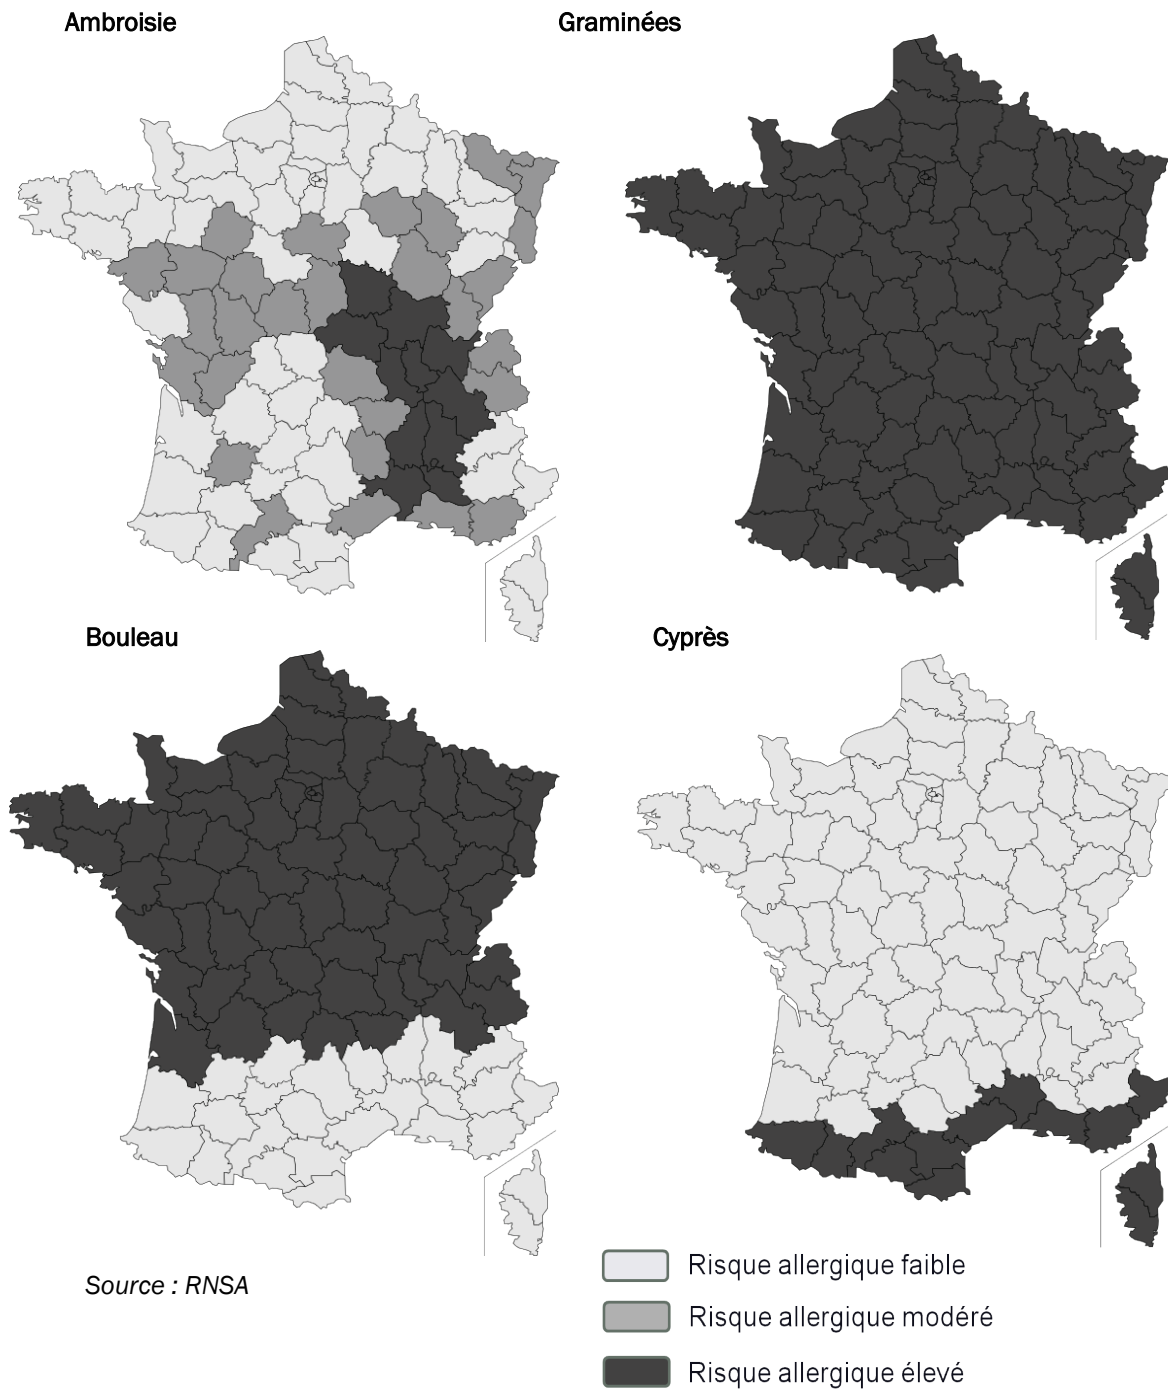 Ambroisie
Graminées
Bouleau
Cyprès
Source : RNSA
Risque allergique faible
Risque allergique modéré
Risque allergique élevé